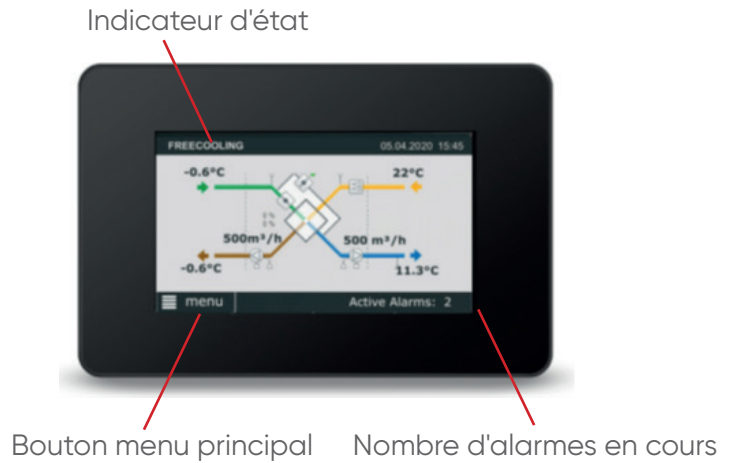 Indicateur d'état
FREECOOLING 05.04.2020 15:45
-0.6°C 22°C
500m³/h 500 m³/h
-0.6°C 11.3°C
menu Active Alarms: 2
Bouton menu principal Nombre d'alarmes en cours